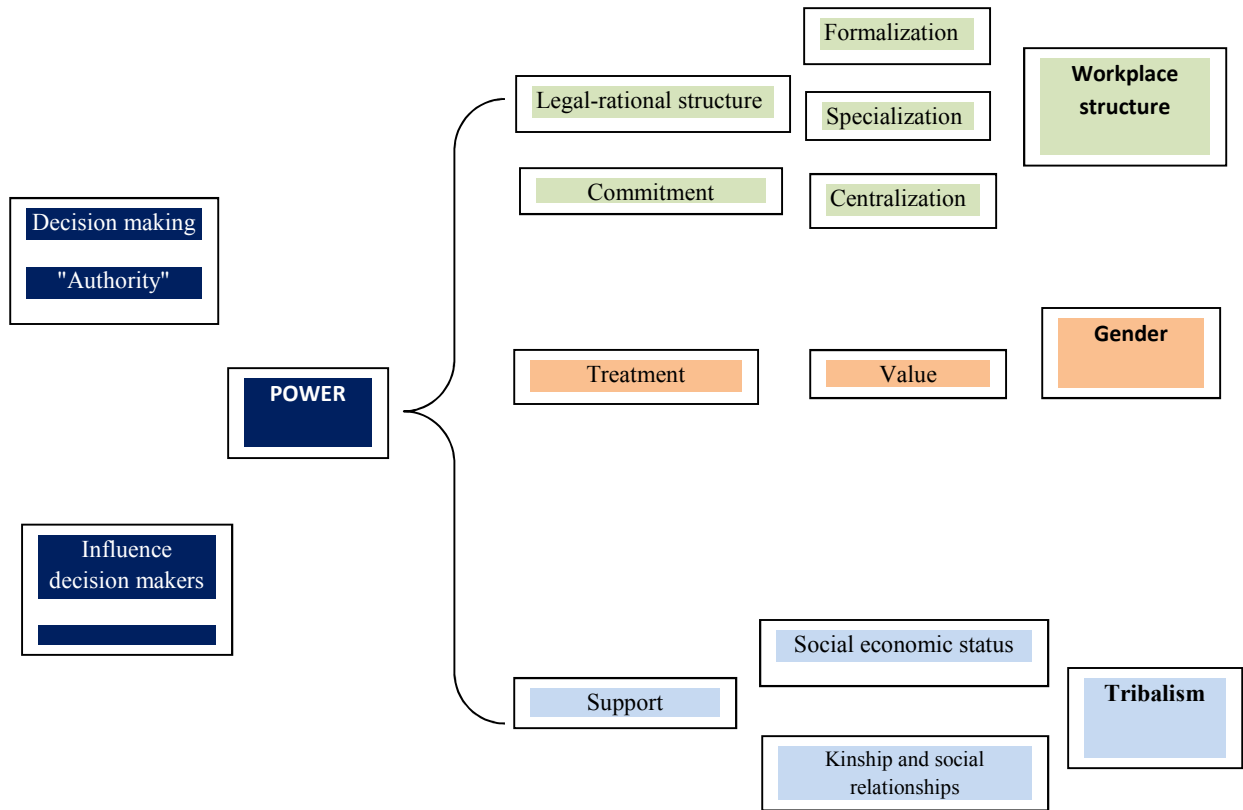 Formalization
Workplace
structure
Legal-rational structure
Specialization
Commitment
Centralization
Decision making
"Authority"
Gender
Treatment
Value
POWER
Influence
decision makers
Social economic status
Support
Tribalism
Kinship and social
relationships